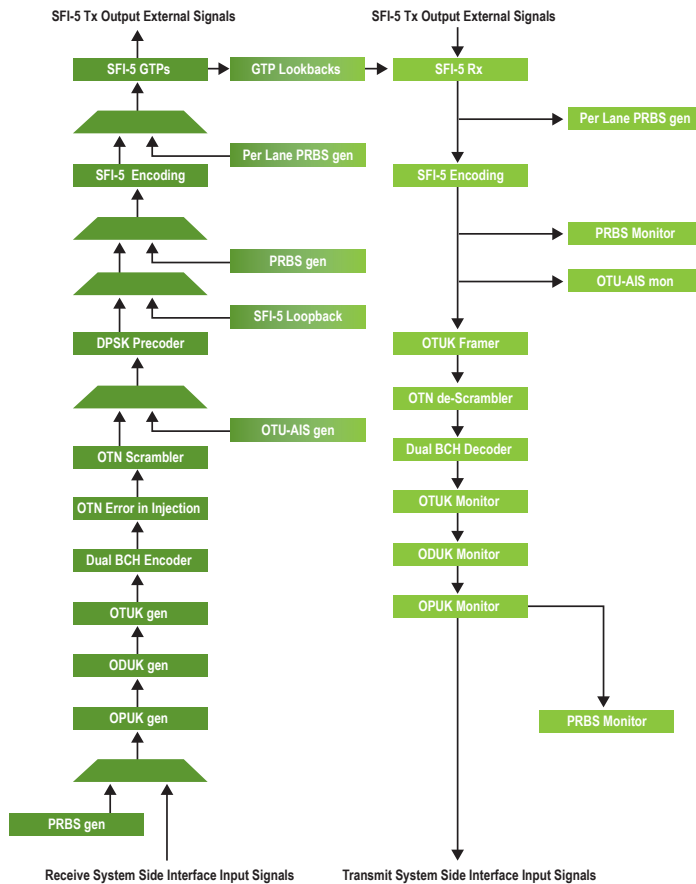 SFI-5 Tx Output External Signals
SFI-5 Tx Output External Signals
SFI-5 GTPs
GTP Lookbacks
SFI-5 Rx
Per Lane PRBS gen
Per Lane PRBS gen
SFI-5 Encoding
SFI-5 Encoding
PRBS Monitor
PRBS gen
OTU-AIS mon
SFI-5 Loopback
DPSK Precoder
OTUK Framer
OTN de-Scrambler
OTU-AIS gen
Dual BCH Decoder
OTN Scrambler
OTUK Monitor
OTN Error in Injection
ODUK Monitor
Dual BCH Encoder
OPUK Monitor
OTUK gen
ODUK gen
OPUK gen
PRBS Monitor
PRBS gen
Receive System Side Interface Input Signals
Transmit System Side Interface Input Signals